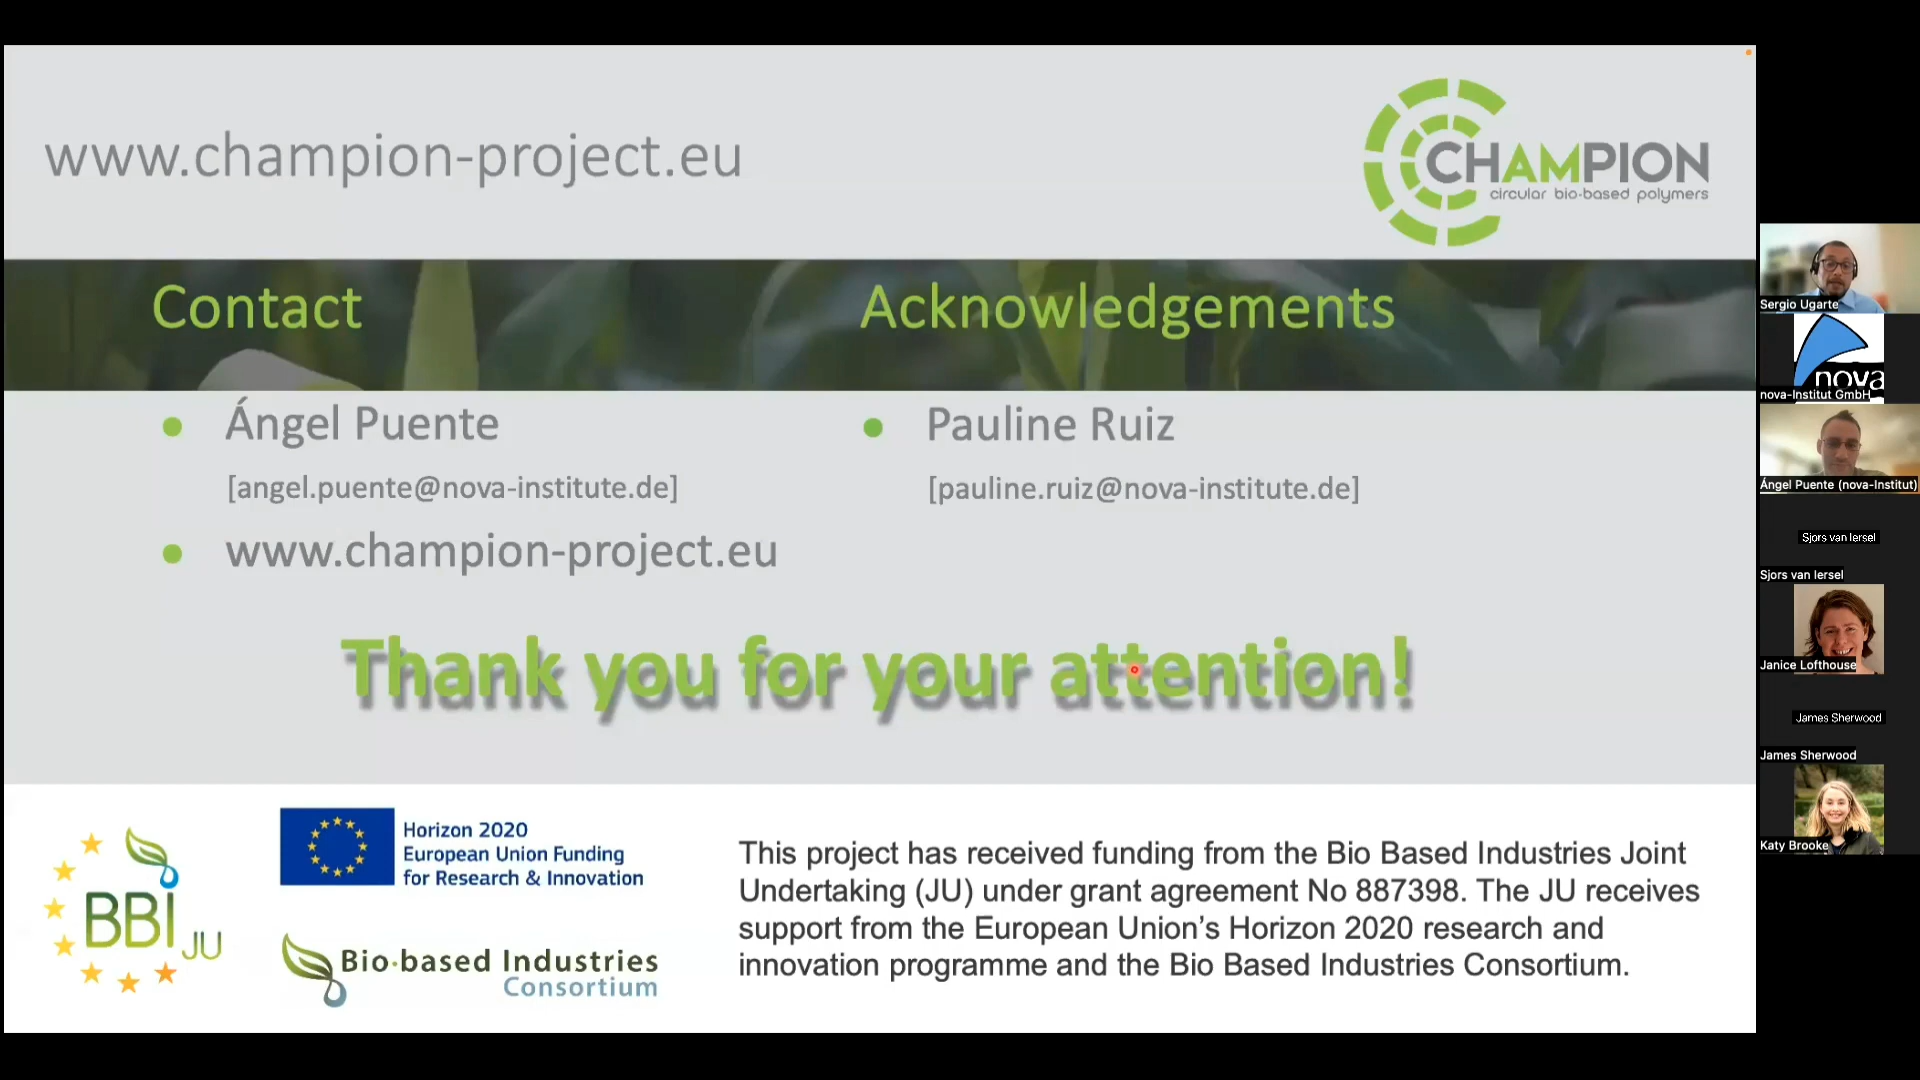 www.champion-project.eu
CHAMPION
circular bio-based polymers
Contact
Acknowledgements
Ángel Puente
[angel.puente@nova-institute.de]
www.champion-project.eu
Pauline Ruiz
[pauline.ruiz@nova-institute.de]
Thank you for your attention!
BBI JU
Horizon 2020
European Union Funding
for Research & Innovation
Bio-based Industries
Consortium
This project has received funding from the Bio Based Industries Joint
Undertaking (JU) under grant agreement No 887398. The JU receives
support from the European Union’s Horizon 2020 research and
innovation programme and the Bio Based Industries Consortium.
Sergio Ugarte
nova
nova-Institut GmbH
Ángel Puente (nova-Institut)
Sjors van Iersel
Sjors van Iersel
Janice Lofthouse
James Sherwood
James Sherwood
Katy Brooke